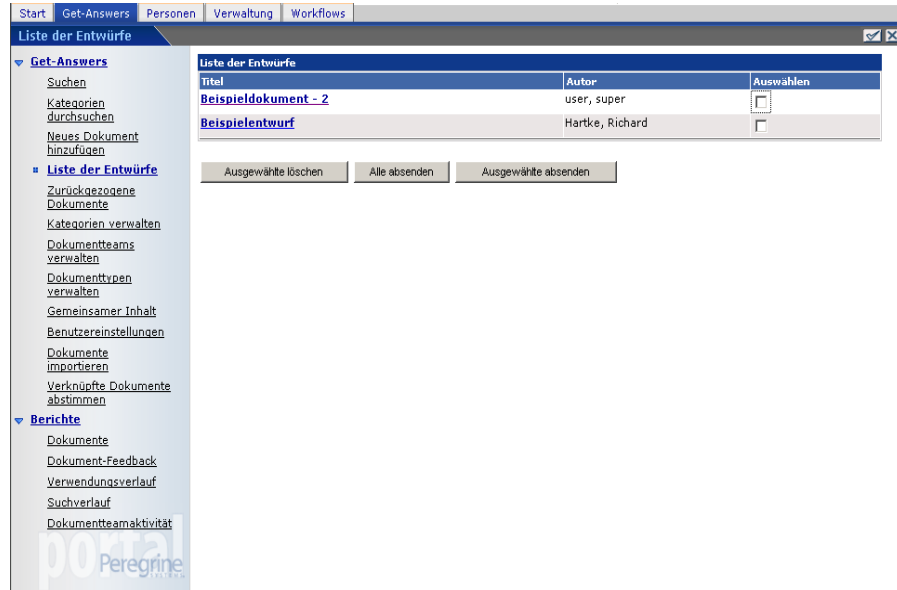 Start Get-Answers Personen Verwaltung Workflows
Liste der Entwürfe
Get-Answers
Suchen
Kategorien
durchsuchen
Neues Dokument
hinzufügen
Liste der Entwürfe
Zurückgezogene
Dokumente
Kategorien verwalten
Dokumentteams
verwalten
Dokumenttypen
verwalten
Gemeinsamer Inhalt
Benutzereinstellungen
Dokumente
importieren
Verknüpfte Dokumente
abstimmen
Berichte
Dokumente
Dokument-Feedback
Verwendungsverlauf
Suchverlauf
Dokumentteamaktivität
portal
Peregrine
Liste der Entwürfe
Titel Autor Auswählen
Beispieldokument - 2 user, super
Beispielentwurf Hartke, Richard
Ausgewählte löschen Alle absenden Ausgewählte absenden